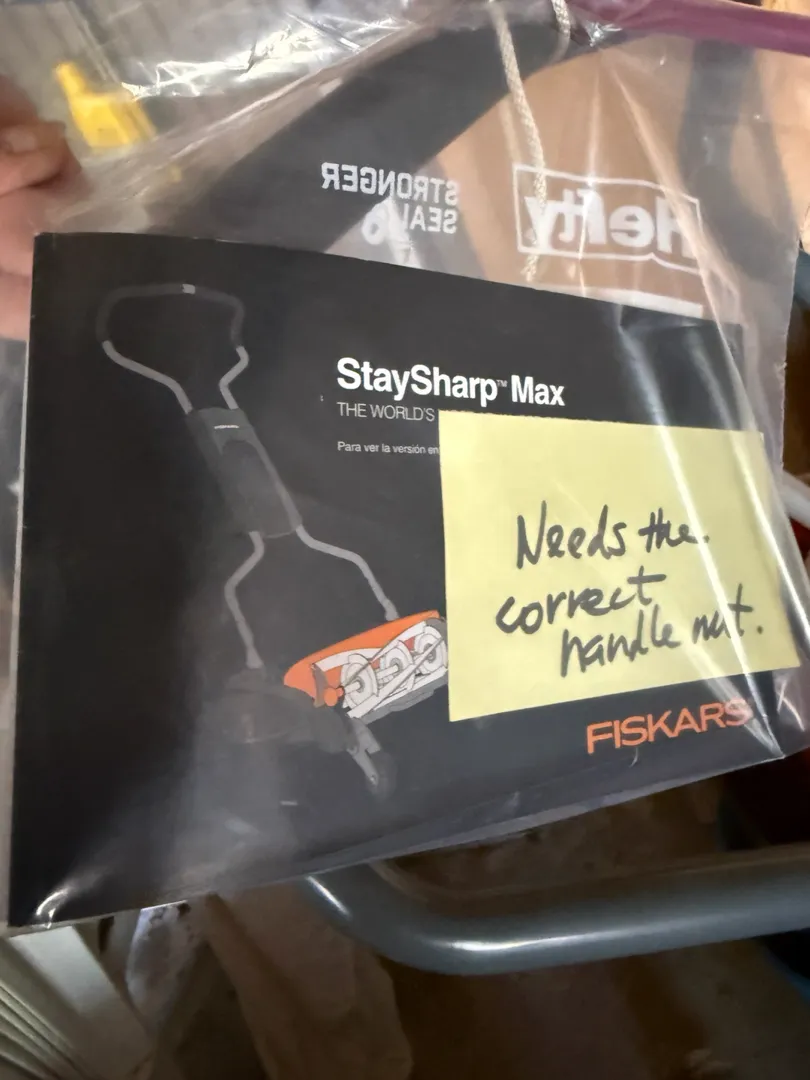 STRONGER
SEAL
Hefty
StaySharp™ Max
THE WORLD'S
Para ver la versión en
Needs the.
correct
handle nut.
FISKARS